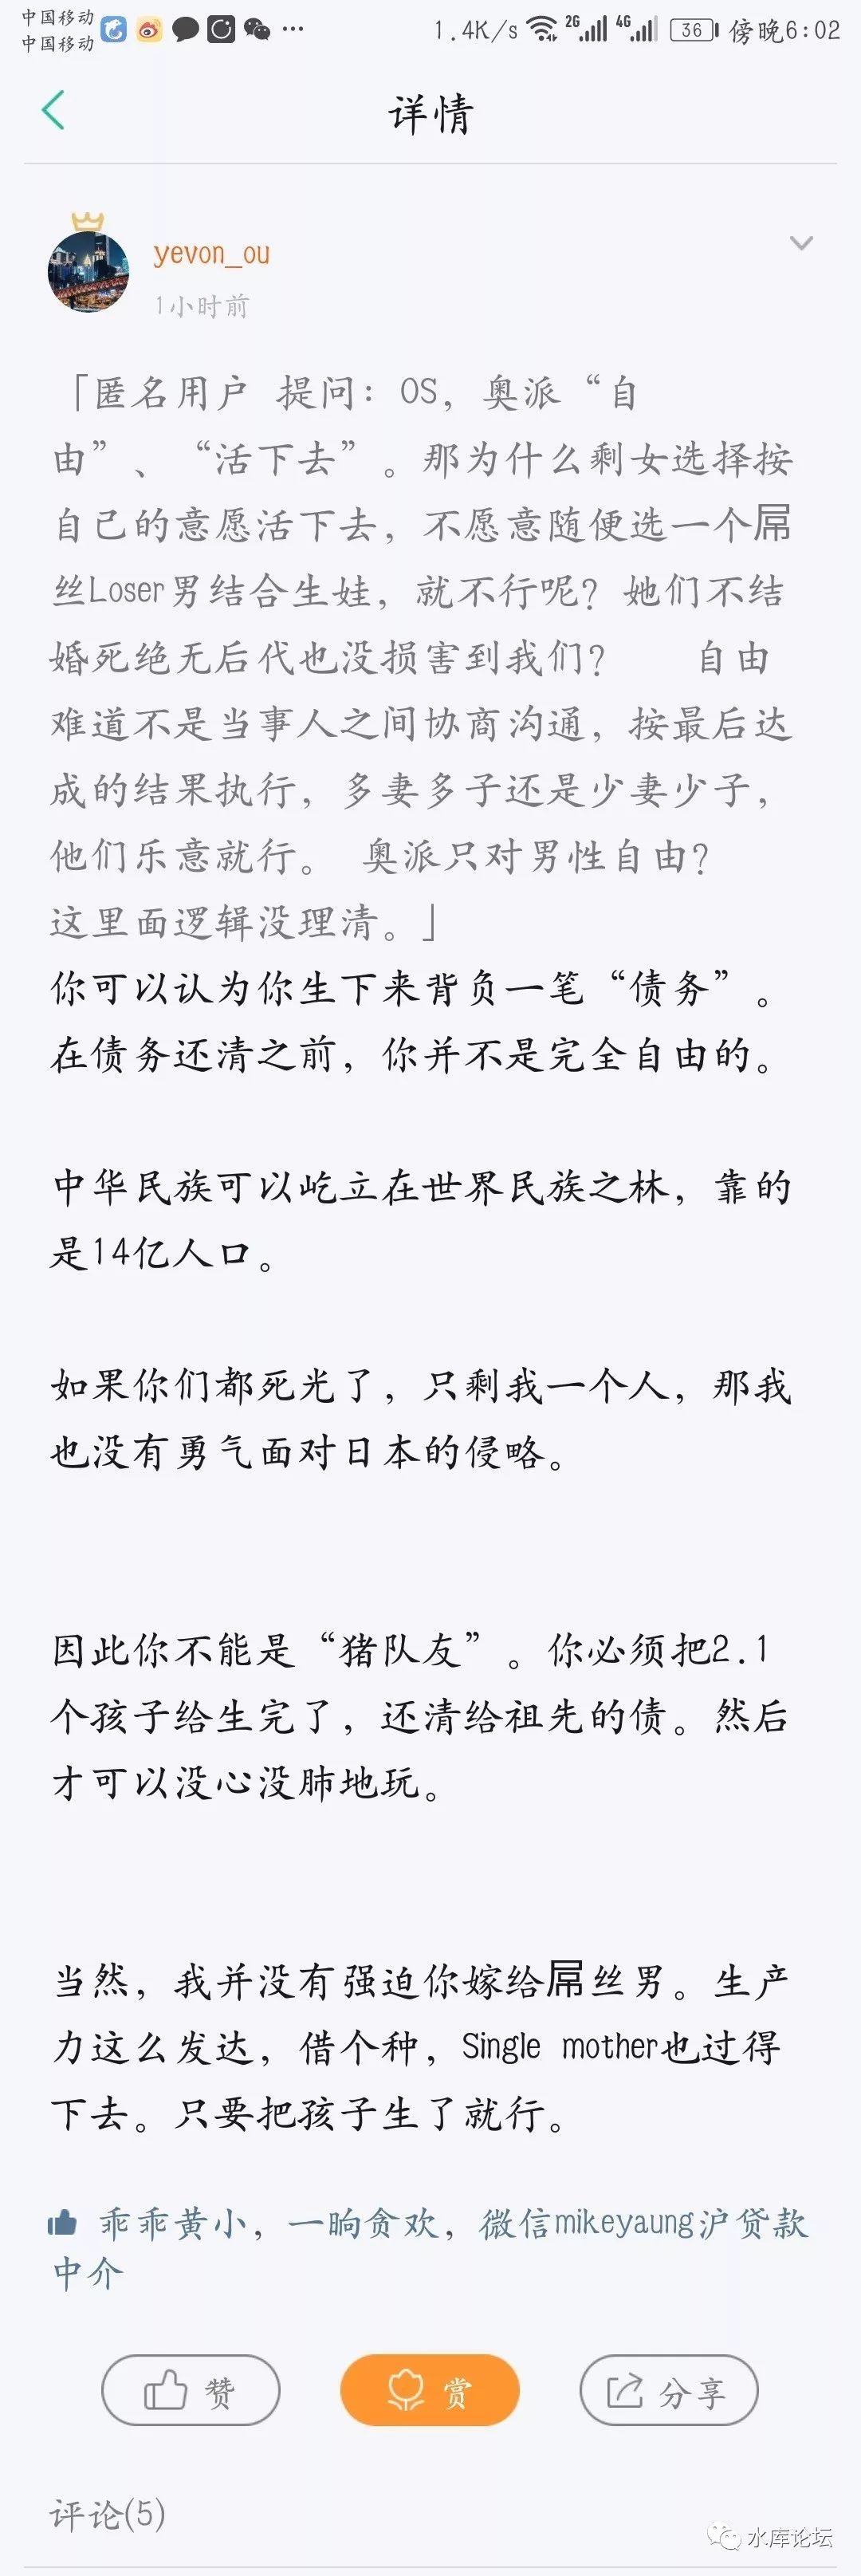 中国移动
中国移动
1.4K/s 2G 4G 36 傍晚6:02
详情
yevon_ou
1小时前
「匿名用户 提问：OS，奥派“自
由”、“活下去”。那为什么剩女选择按
自己的意愿活下去，不愿意随便选一个屌
丝Loser男结合生娃，就不行呢？她们不结
婚死绝无后代也没损害到我们？ 自由
难道不是当事人之间协商沟通，按最后达
成的结果执行，多妻多子还是少妻少子，
他们乐意就行。 奥派只对男性自由？
这里面逻辑没理清。」
你可以认为你生下来背负一笔“债务”。
在债务还清之前，你并不是完全自由的。
中华民族可以屹立在世界民族之林，靠的
是14亿人口。
如果你们都死光了，只剩我一个人，那我
也没有勇气面对日本的侵略。
因此你不能是“猪队友”。你必须把2.1
个孩子给生完了，还清给祖先的债。然后
才可以没心没肺地玩。
当然，我并没有强迫你嫁给屌丝男。生产
力这么发达，借个种，Single mother也过得
下去。只要把孩子生了就行。
乖乖黄小，一晌贪欢，微信mikeyaung沪贷款
中介
赞 赏 分享
评论(5)
水库论坛